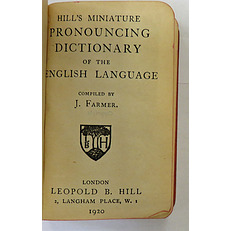 HILL'S MINIATURE
PRONOUNCING
DICTIONARY
OF THE
ENGLISH LANGUAGE
COMPILED BY
J. FARMER.
LONDON
LEOPOLD B. HILL
2, LANGHAM PLACE, W. 1
1920